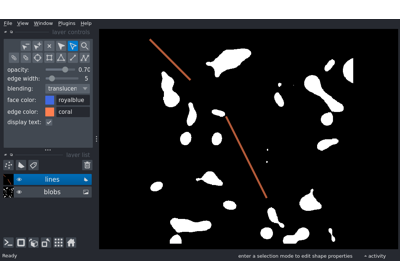 File View Window Plugins Help
layer controls
opacity: 0.70
edge width: 5
blending: translucen
face color: royalblue
edge color: coral
display text:
layer list
lines
blobs
Ready enter a selection mode to edit shape properties activity